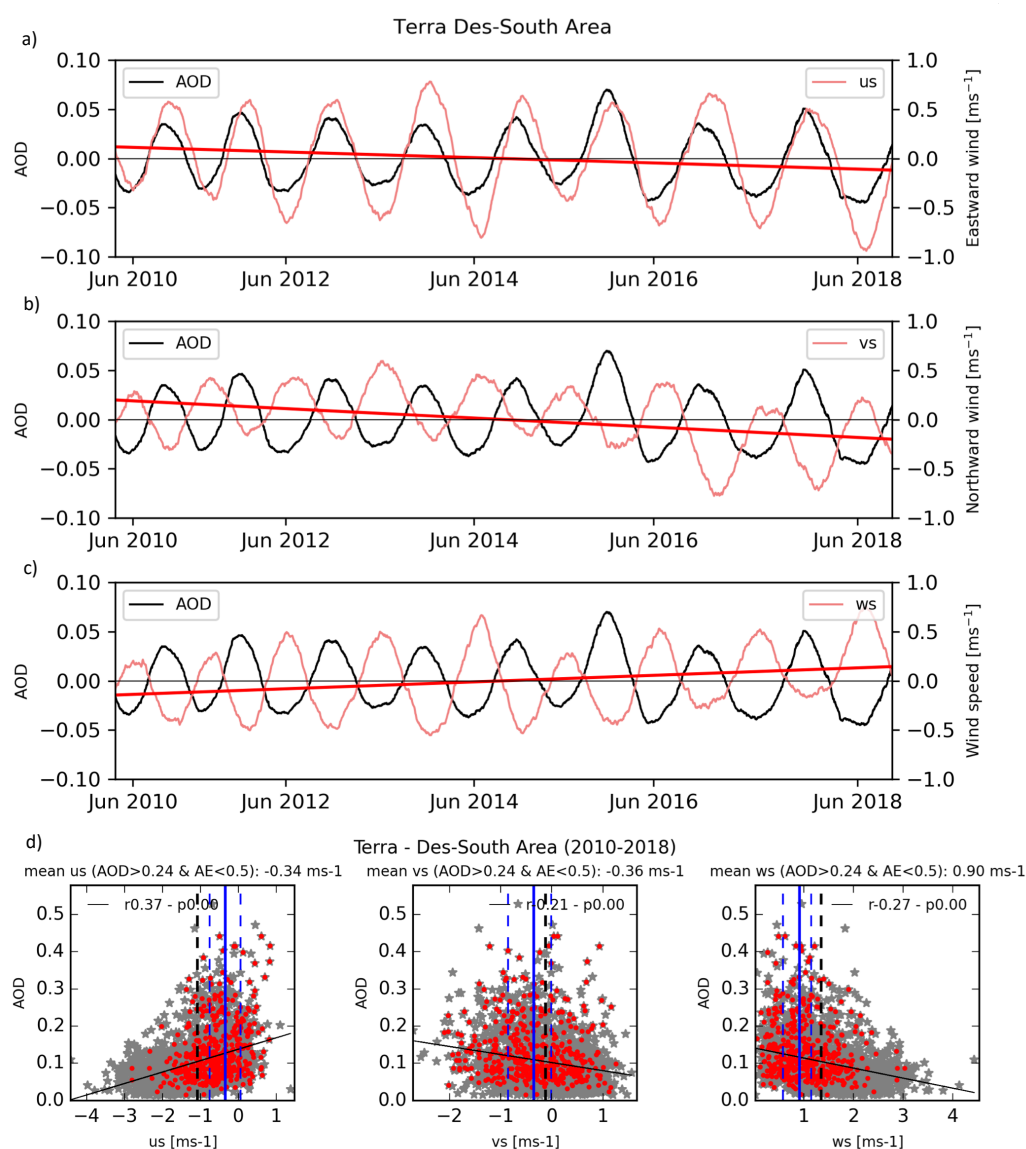 Terra Des-South Area
a)
AOD
us
0.10
0.05
0.00
−0.05
−0.10
AOD
1.0
0.5
0.0
−0.5
−1.0
Eastward wind [ms⁻¹]
Jun 2010 Jun 2012 Jun 2014 Jun 2016 Jun 2018
b)
AOD
vs
0.10
0.05
0.00
−0.05
−0.10
AOD
1.0
0.5
0.0
−0.5
−1.0
Northward wind [ms⁻¹]
Jun 2010 Jun 2012 Jun 2014 Jun 2016 Jun 2018
c)
AOD
ws
0.10
0.05
0.00
−0.05
−0.10
AOD
1.0
0.5
0.0
−0.5
−1.0
Wind speed [ms⁻¹]
Jun 2010 Jun 2012 Jun 2014 Jun 2016 Jun 2018
d)
Terra - Des-South Area (2010-2018)
mean us (AOD>0.24 & AE<0.5): -0.34 ms-1
r0.37 - p0.00
0.5
0.4
0.3
0.2
0.1
0.0
AOD
−4 −3 −2 −1 0 1
us [ms-1]
mean vs (AOD>0.24 & AE<0.5): -0.36 ms-1
r-0.21 - p0.00
0.5
0.4
0.3
0.2
0.1
0.0
AOD
−2 −1 0 1
vs [ms-1]
mean ws (AOD>0.24 & AE<0.5): 0.90 ms-1
r-0.27 - p0.00
0.5
0.4
0.3
0.2
0.1
0.0
AOD
1 2 3 4
ws [ms-1]